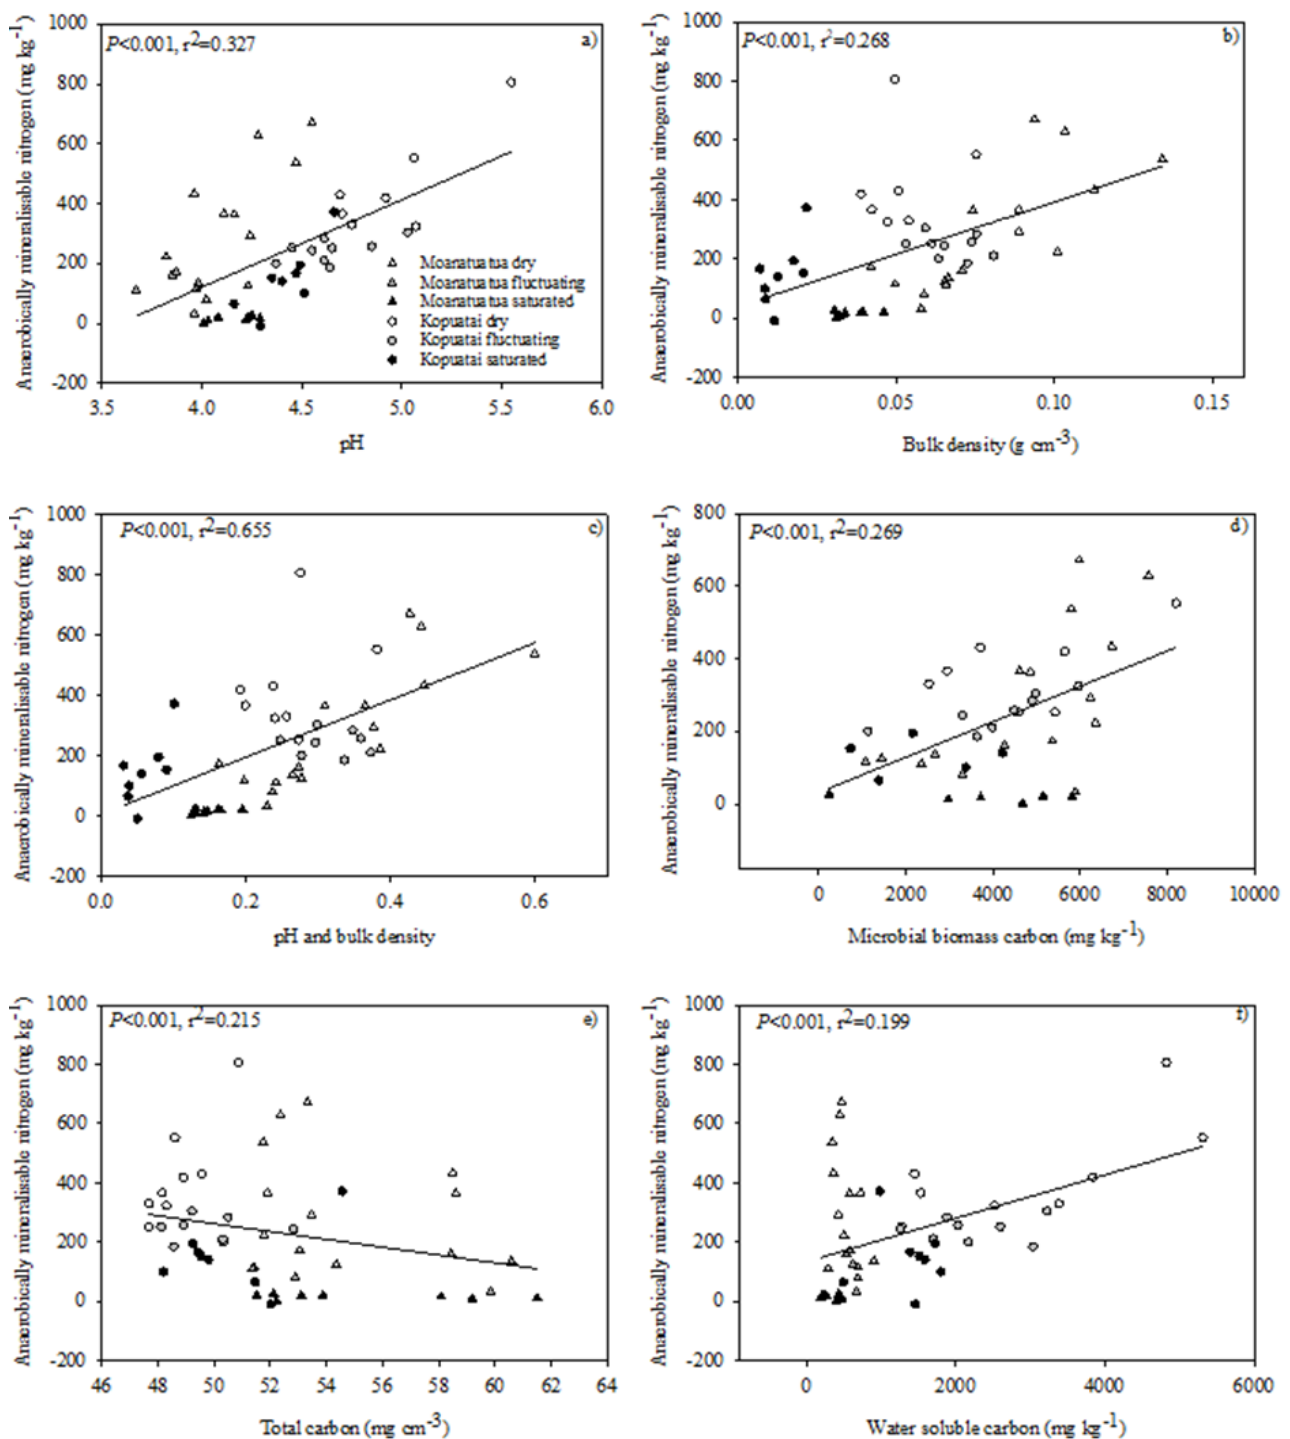 Anaerobically mineralisable nitrogen (mg kg-1)
P<0.001, r2=0.327
a)
1000
800
600
400
200
0
-200
Moanatuatua dry
Moanatuatua fluctuating
Moanatuatua saturated
Kopuatai dry
Kopuatai fluctuating
Kopuatai saturated
3.5 4.0 4.5 5.0 5.5 6.0
pH
Anaerobically mineralisable nitrogen (mg kg-1)
P<0.001, r2=0.268
b)
1000
800
600
400
200
0
-200
0.00 0.05 0.10 0.15
Bulk density (g cm-3)
Anaerobically mineralisable nitrogen (mg kg-1)
P<0.001, r2=0.655
c)
1000
800
600
400
200
0
-200
0.0 0.2 0.4 0.6
pH and bulk density
Anaerobically mineralisable nitrogen (mg kg-1)
P<0.001, r2=0.269
d)
800
600
400
200
0
0 2000 4000 6000 8000 10000
Microbial biomass carbon (mg kg-1)
Anaerobically mineralisable nitrogen (mg kg-1)
P<0.001, r2=0.215
e)
1000
800
600
400
200
0
-200
46 48 50 52 54 56 58 60 62 64
Total carbon (mg cm-3)
Anaerobically mineralisable nitrogen (mg kg-1)
P<0.001, r2=0.199
f)
1000
800
600
400
200
0
-200
0 2000 4000 6000
Water soluble carbon (mg kg-1)